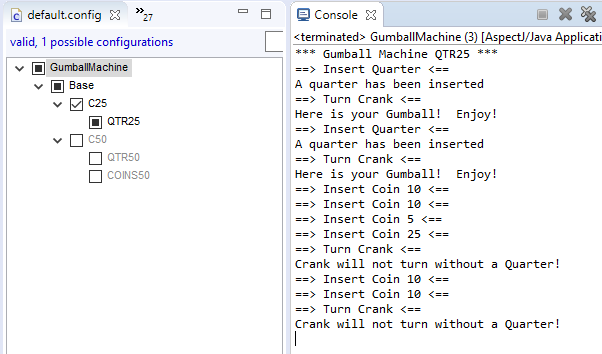 default.config
»27
valid, 1 possible configurations
GumballMachine
Base
C25
QTR25
C50
QTR50
COINS50
Console
<terminated> GumballMachine (3) [AspectJ/Java Applicatio
*** Gumball Machine QTR25 ***
==> Insert Quarter <==
A quarter has been inserted
==> Turn Crank <==
Here is your Gumball!  Enjoy!
==> Insert Quarter <==
A quarter has been inserted
==> Turn Crank <==
Here is your Gumball!  Enjoy!
==> Insert Coin 10 <==
==> Insert Coin 10 <==
==> Insert Coin 5 <==
==> Insert Coin 25 <==
==> Turn Crank <==
Crank will not turn without a Quarter!
==> Insert Coin 10 <==
==> Insert Coin 10 <==
==> Turn Crank <==
Crank will not turn without a Quarter!